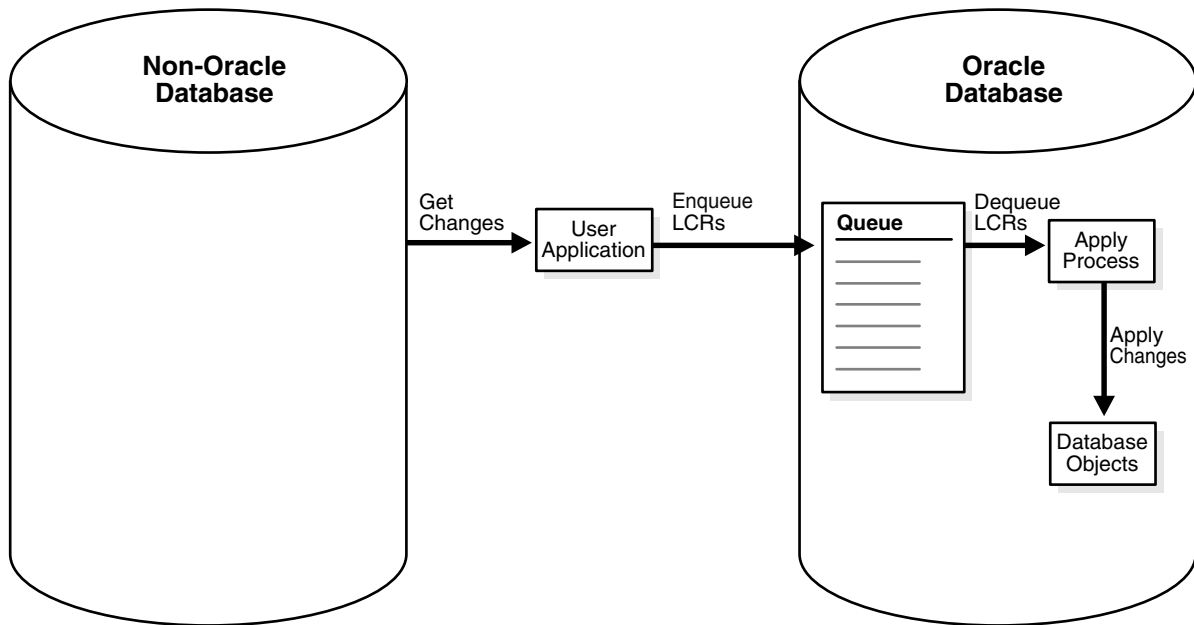 Non-Oracle
Database
Oracle
Database
Get
Changes
User
Application
Enqueue
LCRs
Queue
Dequeue
LCRs
Apply
Process
Apply
Changes
Database
Objects